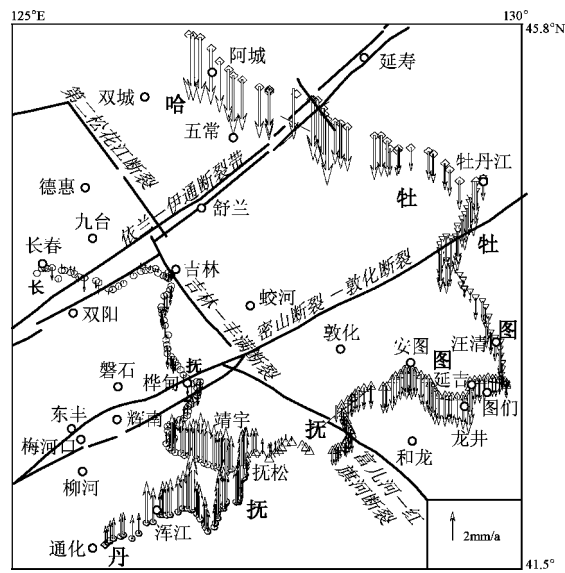 125°E
130°
45.8°N
阿城
延寿
双城
哈
五常
第二松花江断裂
牡丹江
德惠
依兰—伊通断裂带
舒兰
牡
九台
牡
长春
长
吉林
吉林—丰满断裂
密山断裂—敦化断裂
蛟河
双阳
敦化
汪清
图
安图
图
磐石
抚
桦甸
延吉
图们
东丰
辉南
靖宇
抚
龙井
梅河口
和龙
抚松
富儿河—红旗河断裂
柳河
抚
浑江
2mm/a
通化
丹
41.5°